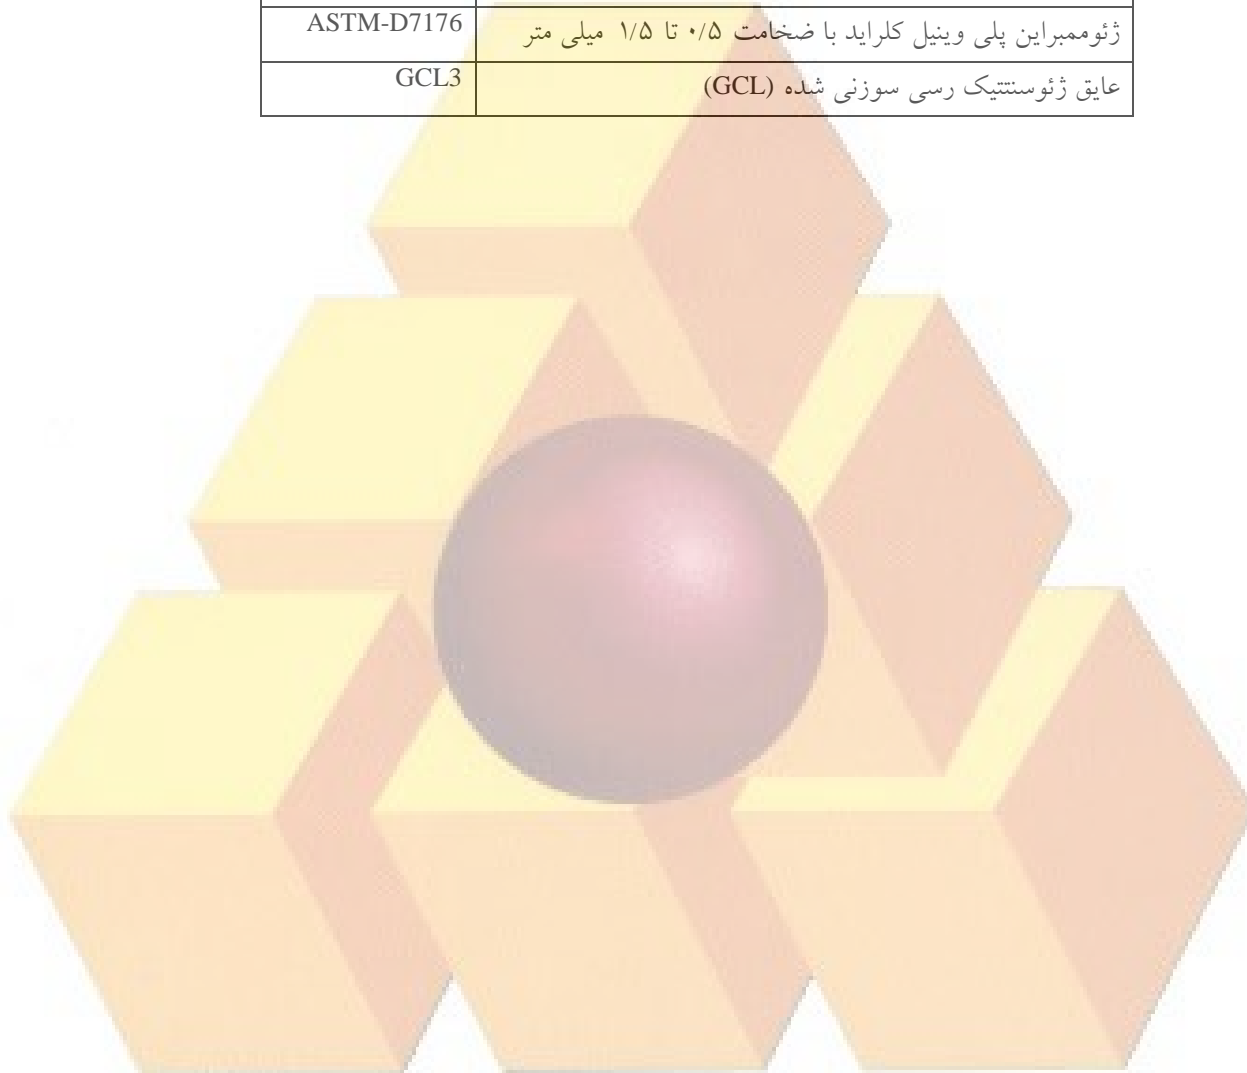 ژئوممبراین پلی وینیل کلراید با ضخامت ۰/۵ تا ۱/۵ میلی متر ASTM-D7176
عایق ژئوسنتتیک رسی سوزنی شده (GCL) GCL3